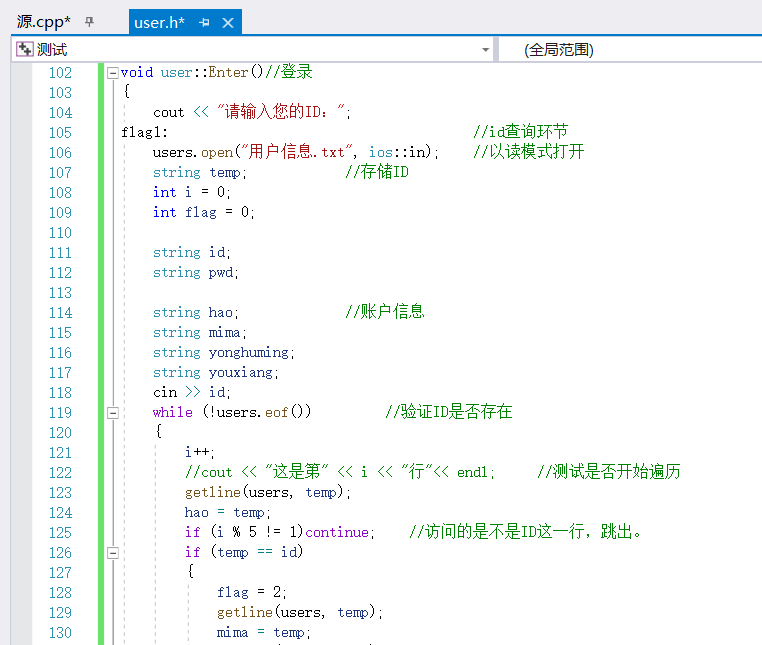 源.cpp* user.h*
测试 (全局范围)
102 void user::Enter()//登录
103 {
104 cout << "请输入您的ID: ";
105 flag1: //id查询环节
106 users.open("用户信息.txt", ios::in); //以读模式打开
107 string temp; //存储ID
108 int i = 0;
109 int flag = 0;
110
111 string id;
112 string pwd;
113
114 string hao; //账户信息
115 string mima;
116 string yonghuming;
117 string youxiang;
118 cin >> id;
119 while (!users.eof()) //验证ID是否存在
120 {
121 i++;
122 //cout << "这是第" << i << "行"<< endl; //测试是否开始遍历
123 getline(users, temp);
124 hao = temp;
125 if (i % 5 != 1)continue; //访问的是不是ID这一行，跳出。
126 if (temp == id)
127 {
128 flag = 2;
129 getline(users, temp);
130 mima = temp;